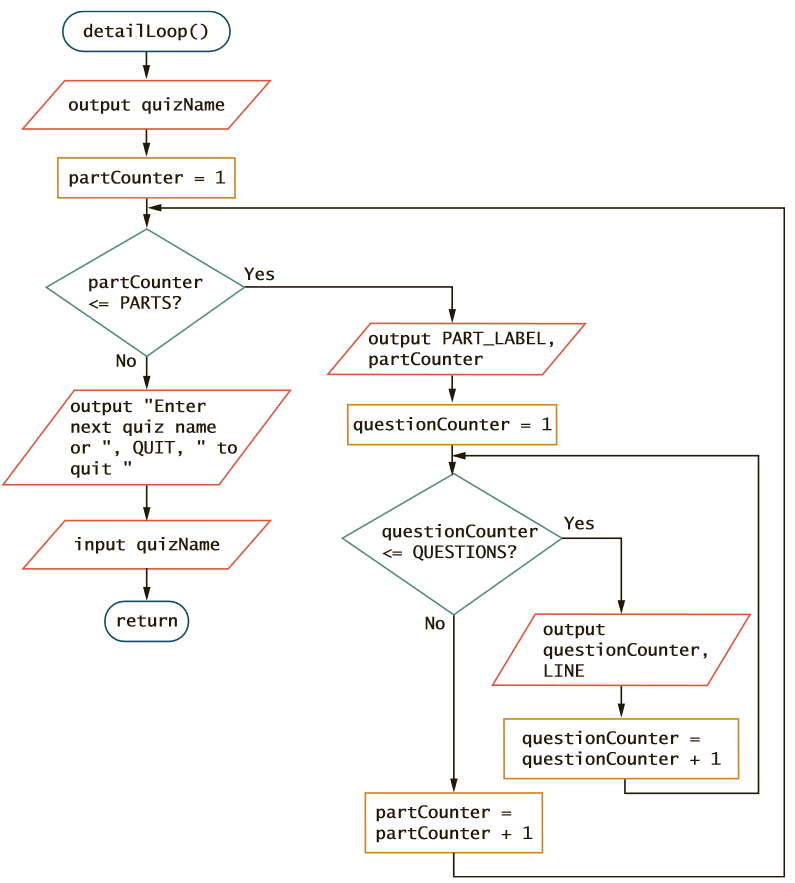 detailLoop()
output quizName
partCounter = 1
partCounter
<= PARTS?
Yes
No
output "Enter
next quiz name
or ", QUIT, " to
quit "
input quizName
return
output PART_LABEL,
partCounter
questionCounter = 1
questionCounter
<= QUESTIONS?
Yes
No
output
questionCounter,
LINE
questionCounter =
questionCounter + 1
partCounter =
partCounter + 1